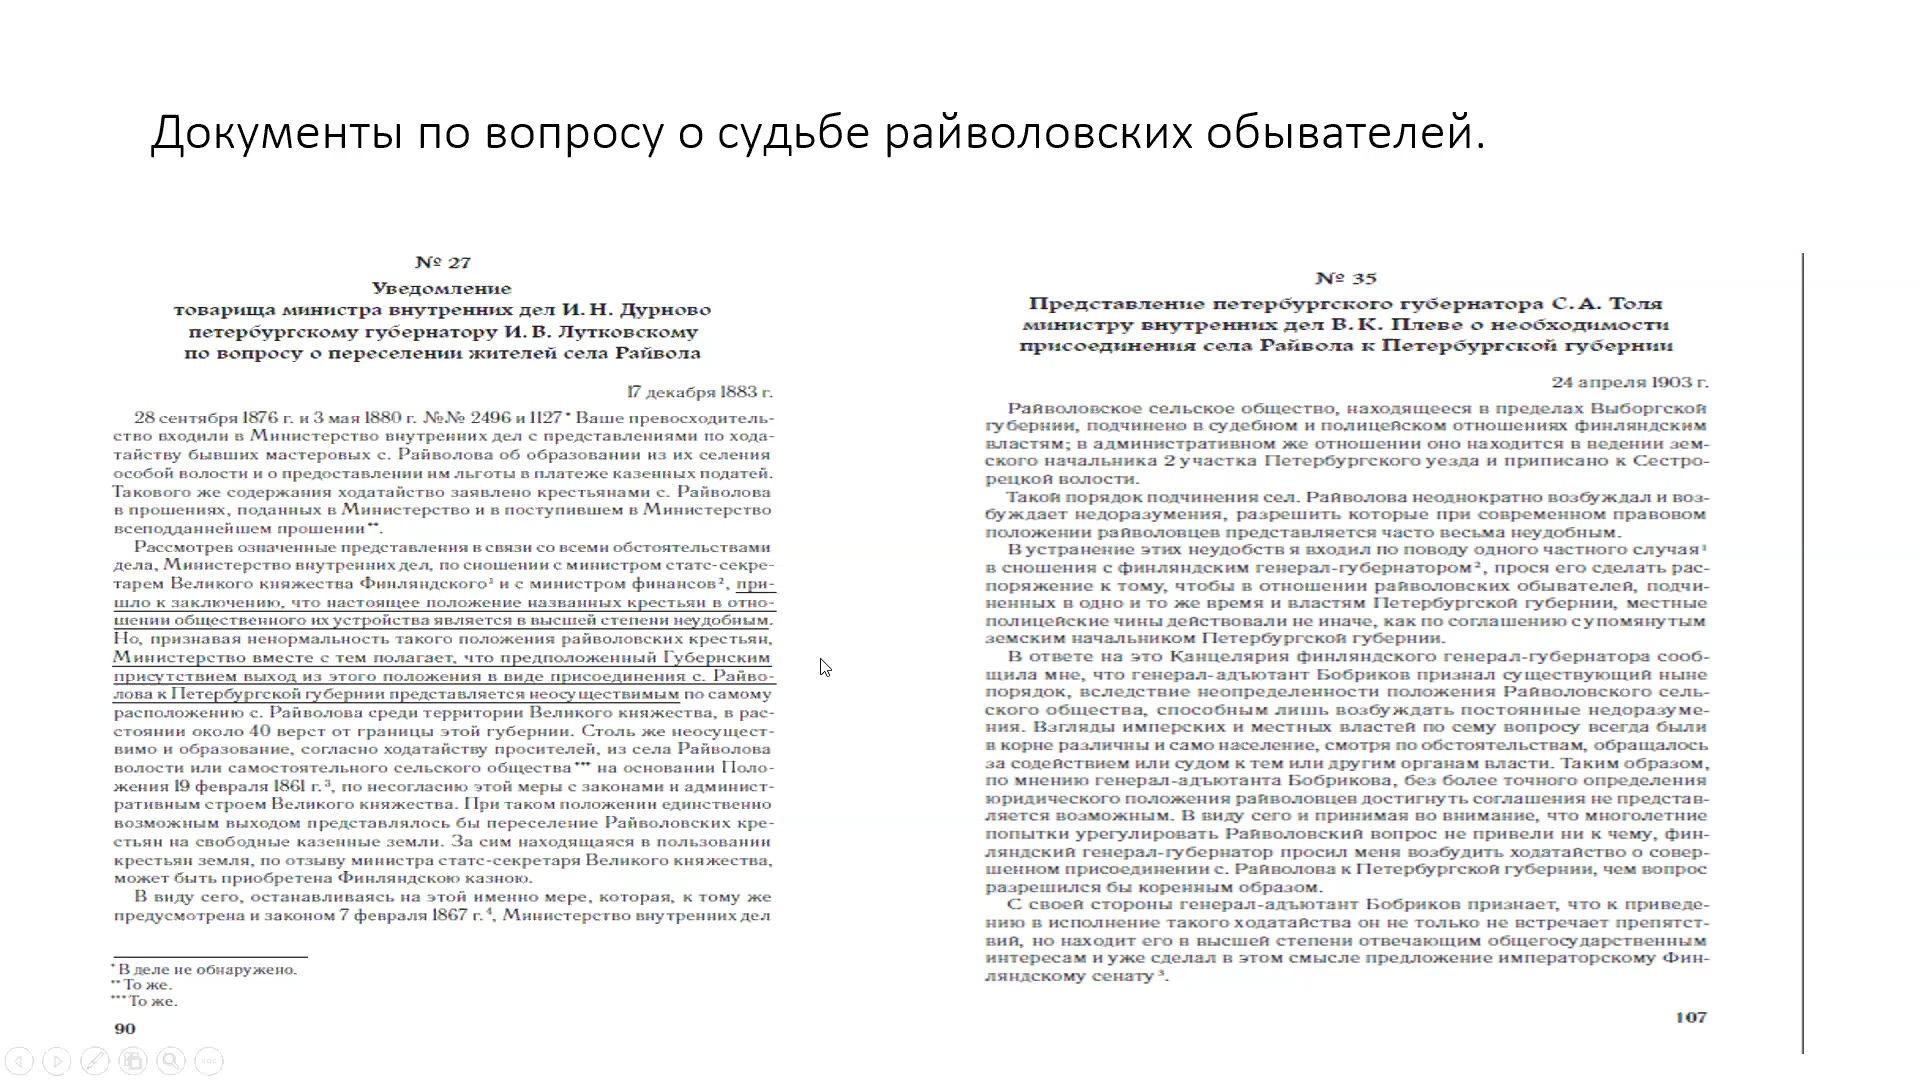 Документы по вопросу о судьбе райволовских обывателей.
№ 27
Уведомление
товарища министра внутренних дел И. Н. Дурново
петербургскому губернатору И. В. Лутковскому
по вопросу о переселении жителей села Райвола
17 декабря 1883 г.
28 сентября 1876 г. и 3 мая 1880 г. №№ 2496 и 1127* Ваше превосходитель-
ство входили в Министерство внутренних дел с представлениями по хода-
тайству бывших мастеровых с. Райволова об образовании из их селения
особой волости и о предоставлении им льготы в платеже казенных податей.
Такового же содержания ходатайство заявлено крестьянами с. Райволова
в прошениях, поданных в Министерство и в поступившем в Министерство
всеподданнейшем прошении**.
Рассмотрев означенные представления в связи со всеми обстоятельствами
дела, Министерство внутренних дел, по сношении с министром статс-секре-
тарем Великого княжества Финляндского¹ и с министром финансов², при-
шло к заключению, что настоящее положение названных крестьян в отно-
шении общественного их устройства является в высшей степени неудобным.
Но, признавая ненормальность такого положения райволовских крестьян,
Министерство вместе с тем полагает, что предположенный Губернским
присутствием выход из этого положения в виде присоединения с. Райво-
лова к Петербургской губернии представляется неосуществимым по самому
расположению с. Райволова среди территории Великого княжества, в рас-
стоянии около 40 верст от границы этой губернии. Столь же неосущест-
вимо и образование, согласно ходатайству просителей, из села Райволова
волости или самостоятельного сельского общества*** на основании Поло-
жения 19 февраля 1861 г.³, по несогласию этой меры с законами и админист-
ративным строем Великого княжества. При таком положении единственно
возможным выходом представлялось бы переселение Райволовских кре-
стьян на свободные казенные земли. За сим находящаяся в пользовании
крестьян земля, по отзыву министра статс-секретаря Великого княжества,
может быть приобретена Финляндскою казною.
В виду сего, останавливаясь на этой именно мере, которая, к тому же
предусмотрена и законом 7 февраля 1867 г.⁴, Министерство внутренних дел
* В деле не обнаружено.
** То же.
*** То же.
90
№ 35
Представление петербургского губернатора С. А. Толя
министру внутренних дел В. К. Плеве о необходимости
присоединения села Райвола к Петербургской губернии
24 апреля 1903 г.
Райволовское сельское общество, находящееся в пределах Выборгской
губернии, подчинено в судебном и полицейском отношениях финляндским
властям; в административном же отношении оно находится в ведении зем-
ского начальника 2 участка Петербургского уезда и приписано к Сестро-
рецкой волости.
Такой порядок подчинения сел. Райволова неоднократно возбуждал и воз-
буждает недоразумения, разрешить которые при современном правовом
положении райволовцев представляется часто весьма неудобным.
В устранение этих неудобств я входил по поводу одного частного случая¹
в сношения с финляндским генерал-губернатором², прося его сделать рас-
поряжение к тому, чтобы в отношении райволовских обывателей, подчи-
ненных в одно и то же время и властям Петербургской губернии, местные
полицейские чины действовали не иначе, как по соглашению с упомянутым
земским начальником Петербургской губернии.
В ответе на это Канцелярия финляндского генерал-губернатора сооб-
щила мне, что генерал-адъютант Бобриков признал существующий ныне
порядок, вследствие неопределенности положения Райволовского сель-
ского общества, способным лишь возбуждать постоянные недоразуме-
ния. Взгляды имперских и местных властей по сему вопросу всегда были
в корне различны и само население, смотря по обстоятельствам, обращалось
за содействием или судом к тем или другим органам власти. Таким образом,
по мнению генерал-адъютанта Бобрикова, без более точного определения
юридического положения райволовцев достигнуть соглашения не представ-
ляется возможным. В виду сего и принимая во внимание, что многолетние
попытки урегулировать Райволовский вопрос не привели ни к чему, фин-
ляндский генерал-губернатор просил меня возбудить ходатайство о совер-
шенном присоединении с. Райволова к Петербургской губернии, чем вопрос
разрешился бы коренным образом.
С своей стороны генерал-адъютант Бобриков признает, что к приведе-
нию в исполнение такого ходатайства он не только не встречает препятст-
вий, но находит его в высшей степени отвечающим общегосударственным
интересам и уже сделал в этом смысле предложение императорскому Фин-
ляндскому сенату³.
107